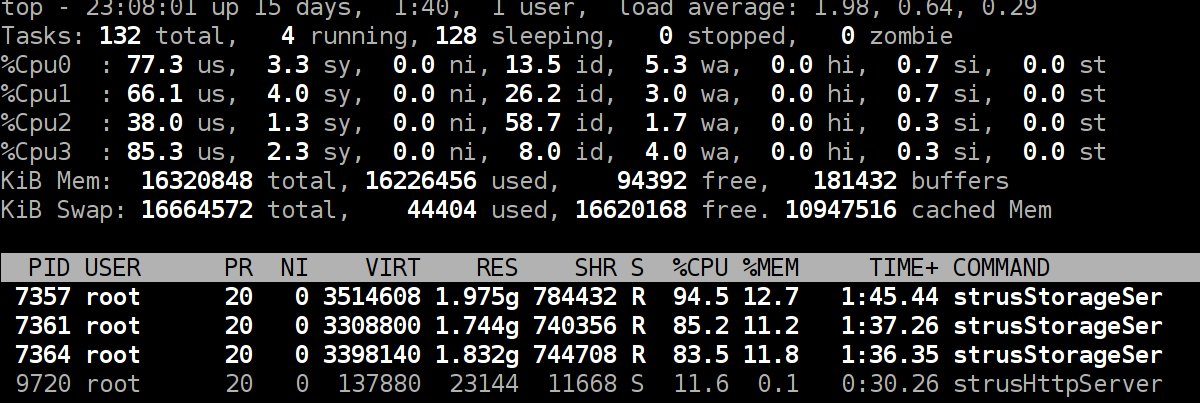 top - 23:08:01 up 15 days,  1:40,  1 user,  load average: 1.98, 0.64, 0.29
Tasks: 132 total,   4 running, 128 sleeping,   0 stopped,   0 zombie
%Cpu0  : 77.3 us,  3.3 sy,  0.0 ni, 13.5 id,  5.3 wa,  0.0 hi,  0.7 si,  0.0 st
%Cpu1  : 66.1 us,  4.0 sy,  0.0 ni, 26.2 id,  3.0 wa,  0.0 hi,  0.7 si,  0.0 st
%Cpu2  : 38.0 us,  1.3 sy,  0.0 ni, 58.7 id,  1.7 wa,  0.0 hi,  0.3 si,  0.0 st
%Cpu3  : 85.3 us,  2.3 sy,  0.0 ni,  8.0 id,  4.0 wa,  0.0 hi,  0.3 si,  0.0 st
KiB Mem:  16320848 total, 16226456 used,    94392 free,   181432 buffers
KiB Swap: 16664572 total,    44404 used, 16620168 free. 10947516 cached Mem
  PID USER      PR  NI    VIRT    RES    SHR S  %CPU %MEM     TIME+ COMMAND
 7357 root      20   0 3514608 1.975g 784432 R  94.5 12.7   1:45.44 strusStorageSer
 7361 root      20   0 3308800 1.744g 740356 R  85.2 11.2   1:37.26 strusStorageSer
 7364 root      20   0 3398140 1.832g 744708 R  83.5 11.8   1:36.35 strusStorageSer
 9720 root      20   0  137880  23144  11668 S  11.6  0.1   0:30.26 strusHttpServer